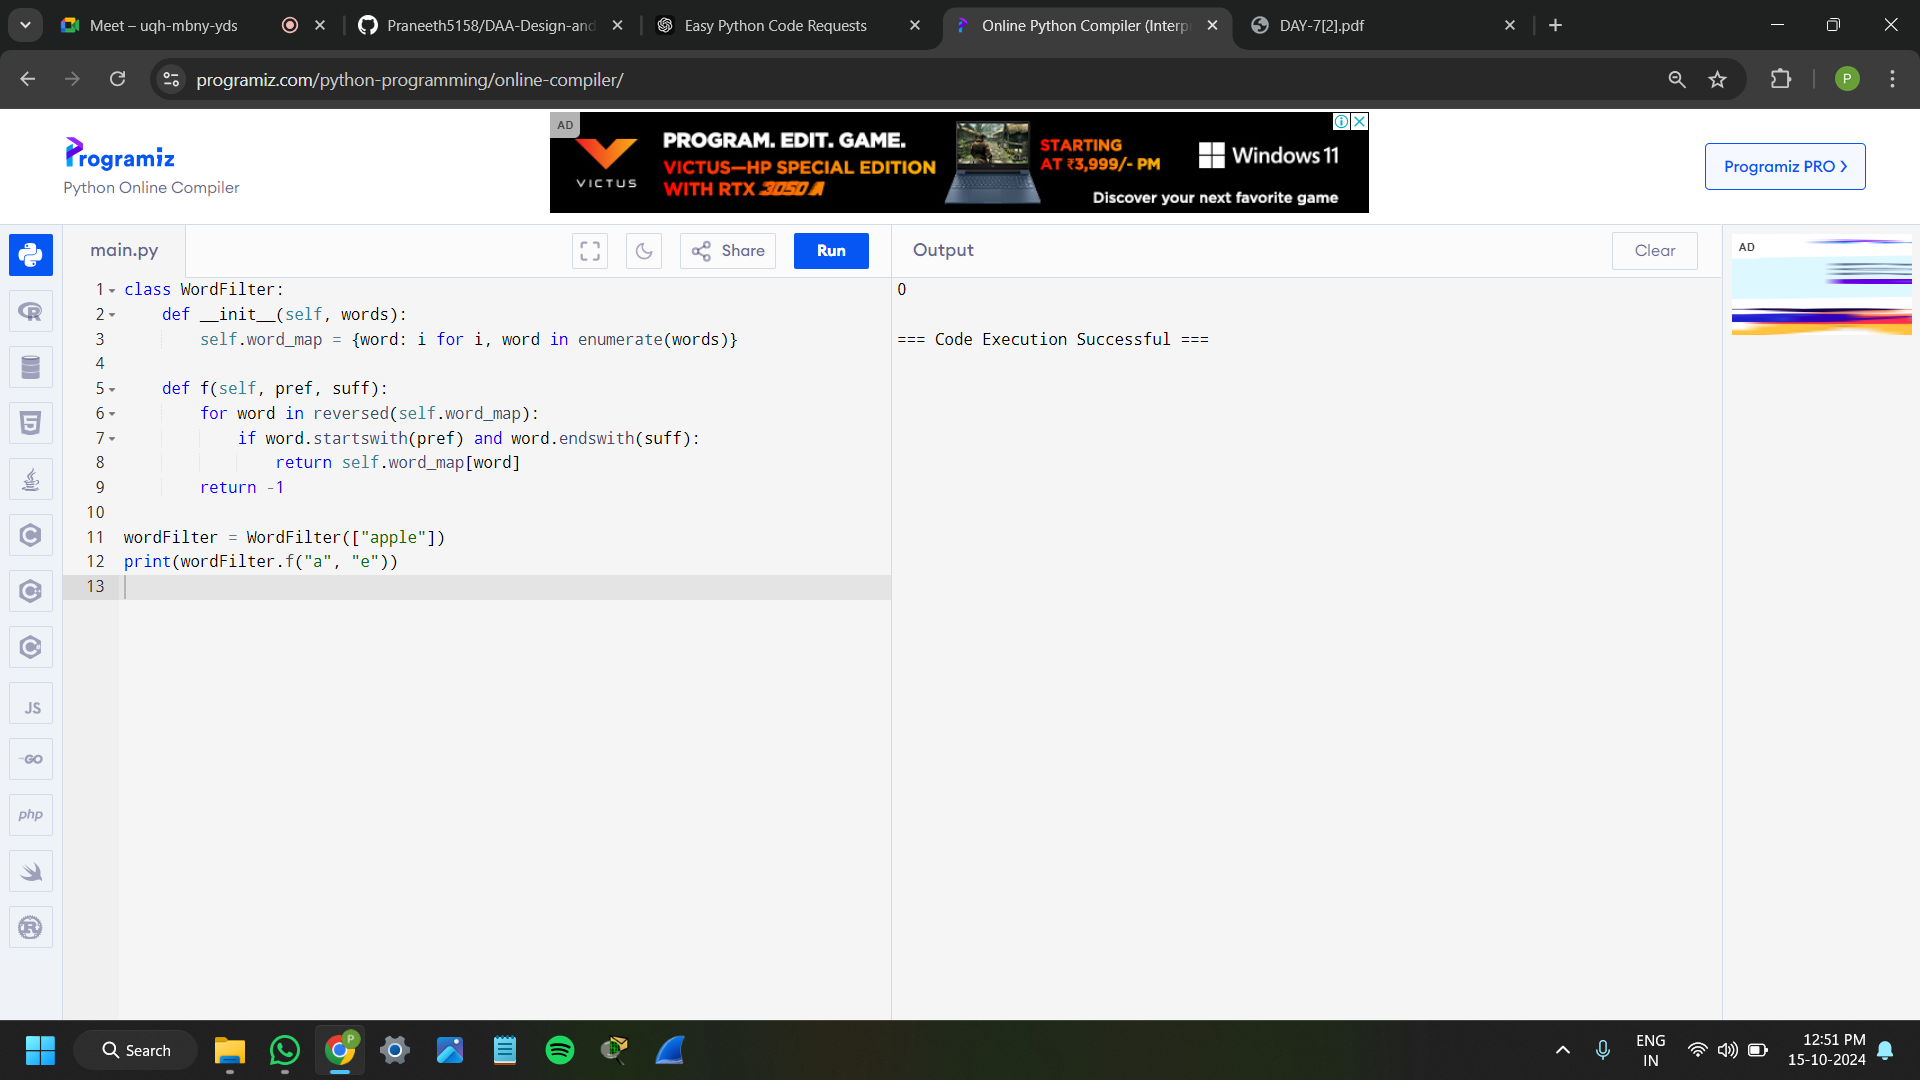 Meet – uqh-mbny-yds
Praneeth5158/DAA-Design-and
Easy Python Code Requests
Online Python Compiler (Interp
DAY-7[2].pdf
programiz.com/python-programming/online-compiler/
P
Programiz
Python Online Compiler
AD
VICTUS
PROGRAM. EDIT. GAME.
VICTUS—HP SPECIAL EDITION
WITH RTX 3050 A
STARTING
AT ₹3,999/- PM
Windows 11
Discover your next favorite game
Programiz PRO
main.py
Share
Run
Output
Clear
AD
1 class WordFilter:
2     def __init__(self, words):
3         self.word_map = {word: i for i, word in enumerate(words)}
4
5     def f(self, pref, suff):
6         for word in reversed(self.word_map):
7             if word.startswith(pref) and word.endswith(suff):
8                 return self.word_map[word]
9         return -1
10
11 wordFilter = WordFilter(["apple"])
12 print(wordFilter.f("a", "e"))
13
0
=== Code Execution Successful ===
R
JS
GO
php
Search
P
ENG
IN
12:51 PM
15-10-2024